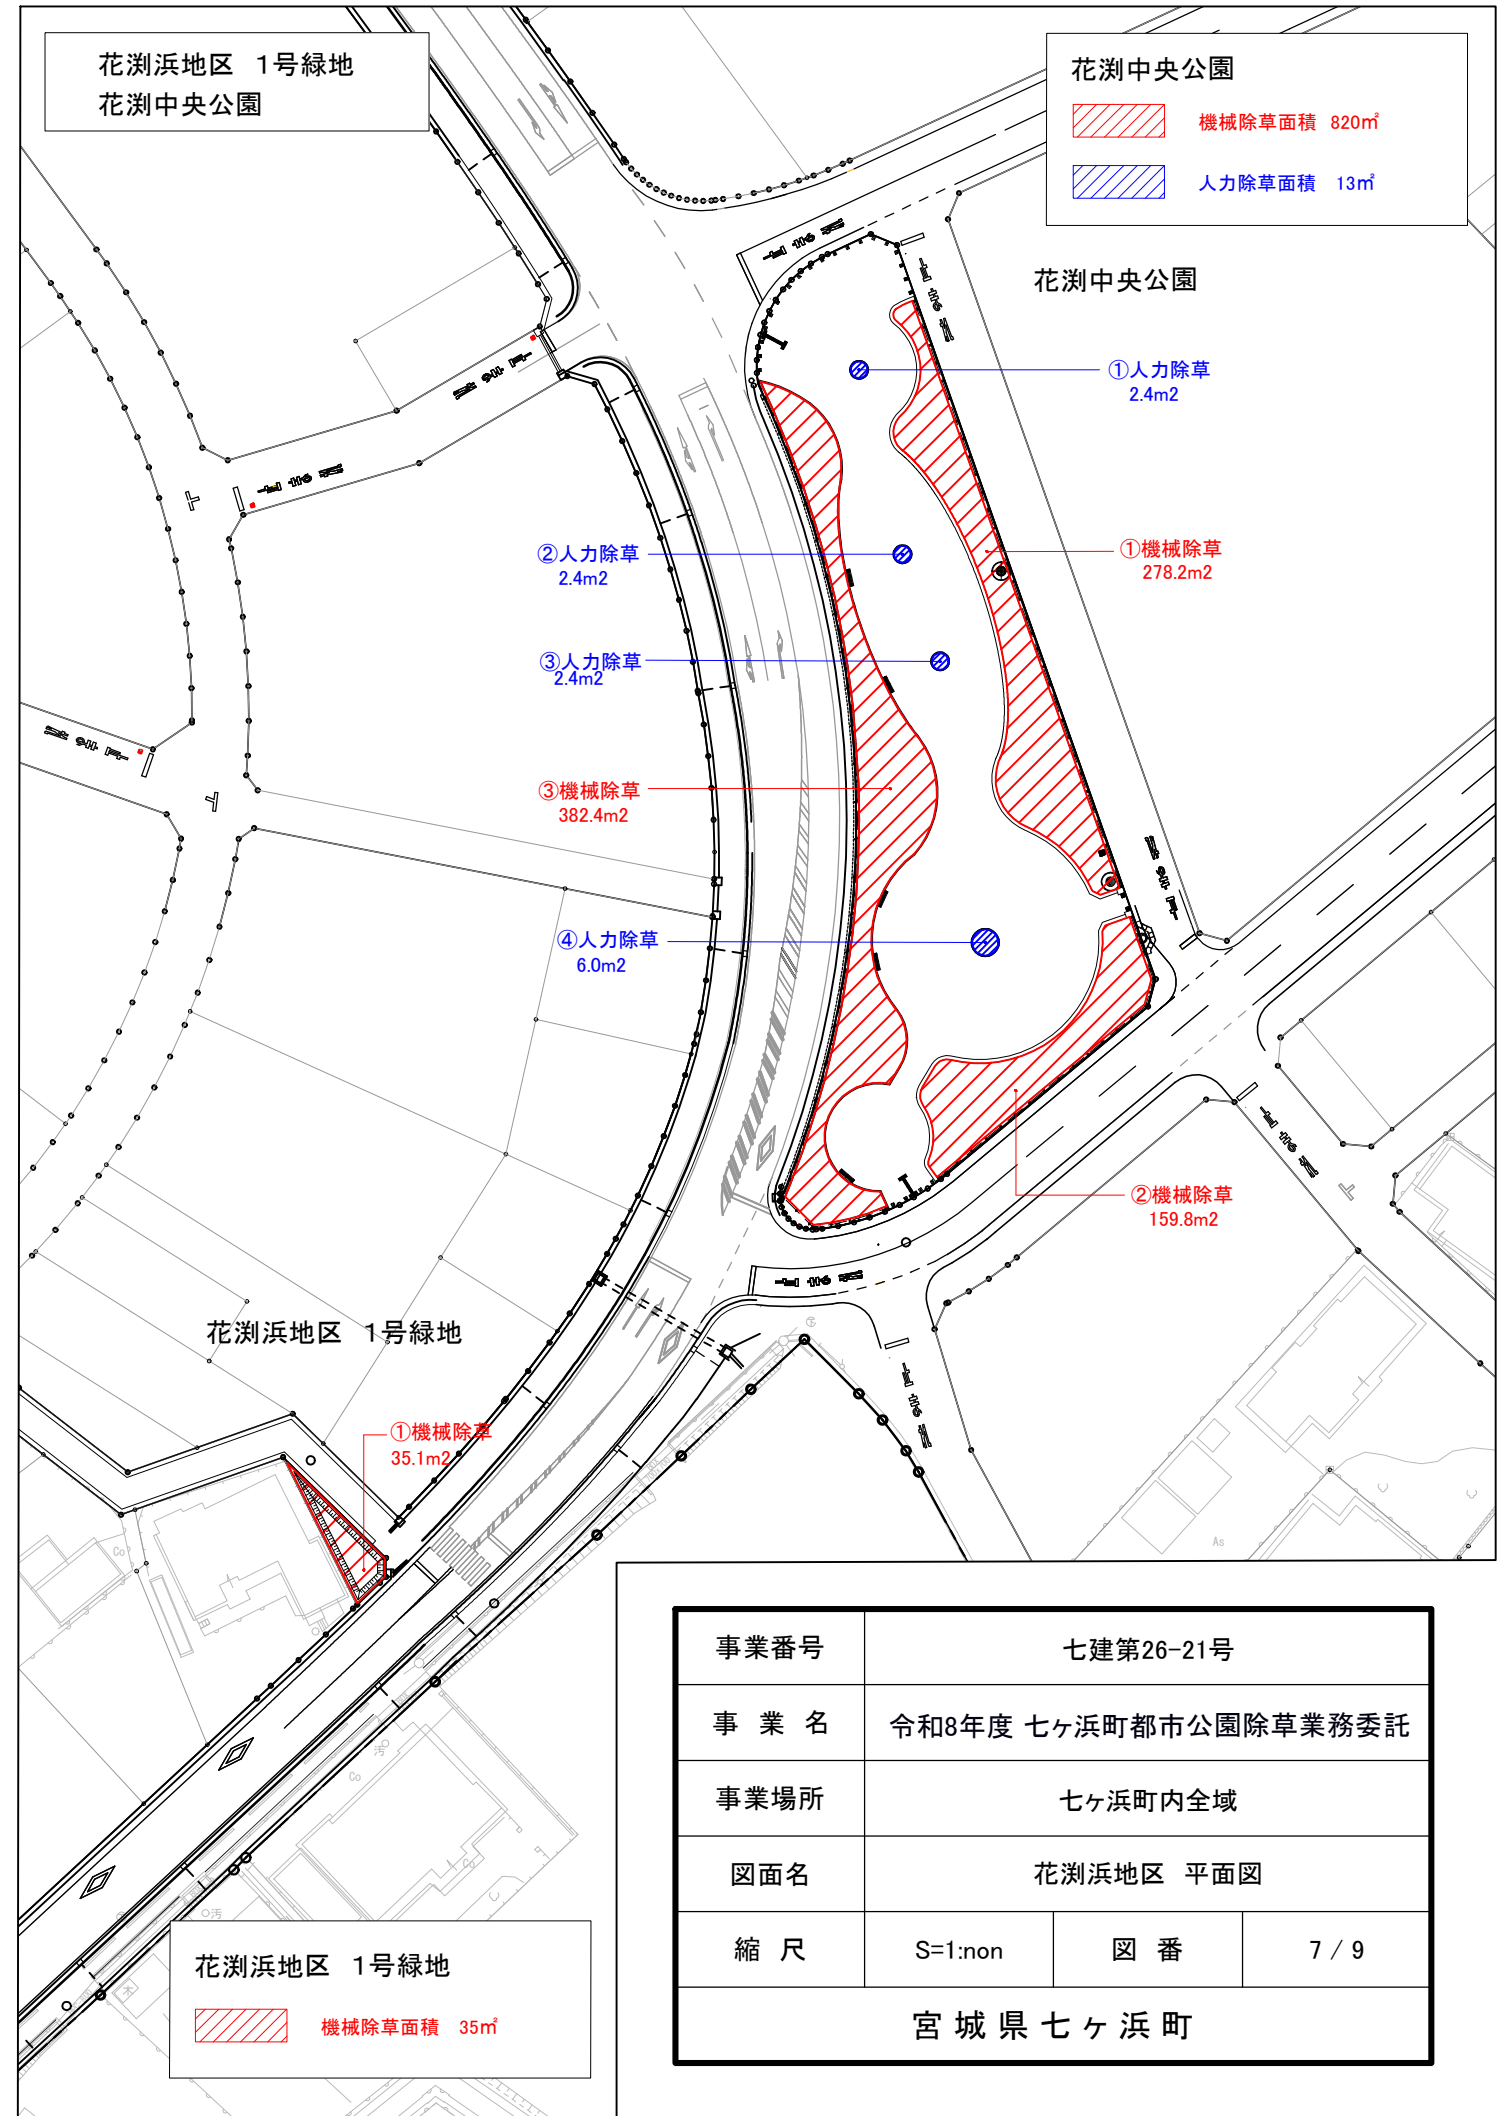 花渕浜地区 1号緑地
花渕中央公園
花渕中央公園
機械除草面積 820㎡
人力除草面積 13㎡
花渕中央公園
①人力除草
2.4m2
②人力除草
2.4m2
①機械除草
278.2m2
③人力除草
2.4m2
③機械除草
382.4m2
④人力除草
6.0m2
②機械除草
159.8m2
花渕浜地区 1号緑地
①機械除草
35.1m2
As
Co
Co
Co
汚
汚
花渕浜地区 1号緑地
機械除草面積 35㎡
事業番号 七建第26-21号
事業名 令和8年度 七ヶ浜町都市公園除草業務委託
事業場所 七ヶ浜町内全域
図面名 花渕浜地区 平面図
縮尺 S=1:non 図番 7 / 9
宮城県七ヶ浜町